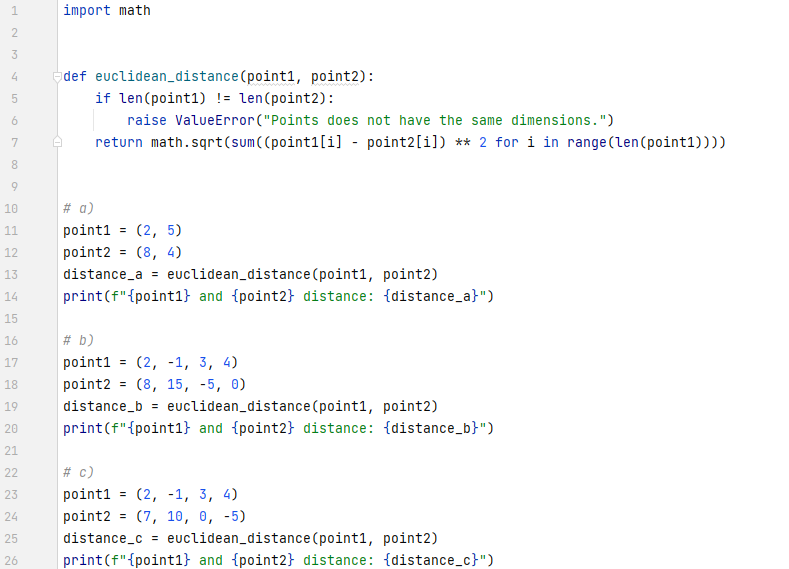 1 import math
2
3
4 def euclidean_distance(point1, point2):
5     if len(point1) != len(point2):
6         raise ValueError("Points does not have the same dimensions.")
7     return math.sqrt(sum((point1[i] - point2[i]) ** 2 for i in range(len(point1))))
8
9
10 # a)
11 point1 = (2, 5)
12 point2 = (8, 4)
13 distance_a = euclidean_distance(point1, point2)
14 print(f"{point1} and {point2} distance: {distance_a}")
15
16 # b)
17 point1 = (2, -1, 3, 4)
18 point2 = (8, 15, -5, 0)
19 distance_b = euclidean_distance(point1, point2)
20 print(f"{point1} and {point2} distance: {distance_b}")
21
22 # c)
23 point1 = (2, -1, 3, 4)
24 point2 = (7, 10, 0, -5)
25 distance_c = euclidean_distance(point1, point2)
26 print(f"{point1} and {point2} distance: {distance_c}")